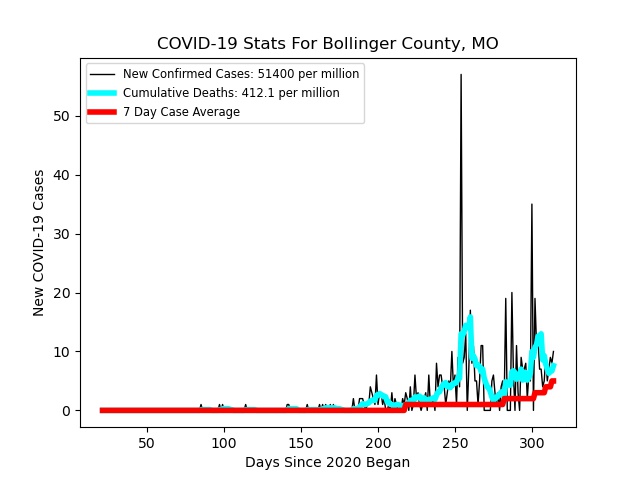 COVID-19 Stats For Bollinger County, MO
New Confirmed Cases: 51400 per million
Cumulative Deaths: 412.1 per million
7 Day Case Average
New COVID-19 Cases
50
40
30
20
10
0
50 100 150 200 250 300
Days Since 2020 Began